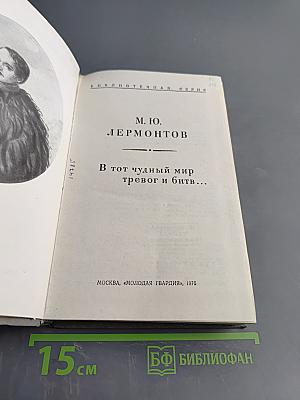 БИБЛИОТЕЧНАЯ СЕРИЯ
М. Ю.
ЛЕРМОНТОВ
В тот чудный мир
тревог и битв...
МОСКВА, «МОЛОДАЯ ГВАРДИЯ», 1976
15 см
БФ БИБЛИОФАН